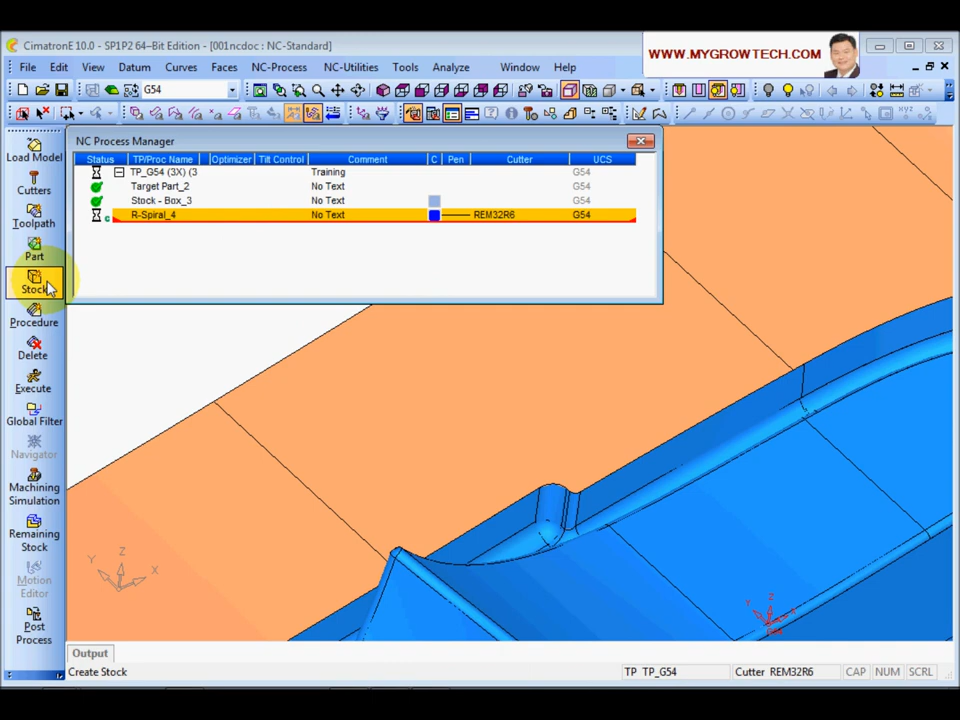 CimatronE 10.0 - SP1P2 64–Bit Edition - [001ncdoc : NC-Standard]
WWW.MYGROWTECH.COM
File Edit View Datum Curves Faces NC-Process NC-Utilities Tools Analyze Window Help
G54
NC Process Manager
Status TP/Proc Name Optimizer Tilt Control Comment C Pen Cutter UCS
TP_G54 (3X) (3 Training G54
Target Part_2 No Text G54
Stock - Box_3 No Text G54
c R-Spiral_4 No Text REM32R6 G54
Load Model
Cutters
Toolpath
Part
Stock
Procedure
Delete
Execute
Global Filter
Navigator
Machining
Simulation
Remaining
Stock
Motion
Editor
Post
Process
Z
Y
X
Z
Output
Create Stock TP TP_G54 Cutter REM32R6 CAP NUM SCRL